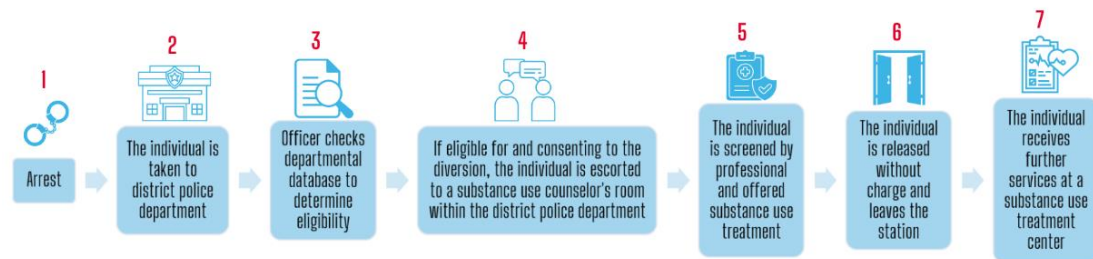 1
Arrest
2
The individual is
taken to
district police
department
3
Officer checks
departmental
database to
determine
eligibility
4
If eligible for and consenting to the
diversion, the individual is escorted
to a substance use counselor's room
within the district police department
5
The individual
is screened by
professional
and offered
substance use
treatment
6
The individual
is released
without
charge and
leaves the
station
7
The individual
receives
further
services at a
substance use
treatment
center